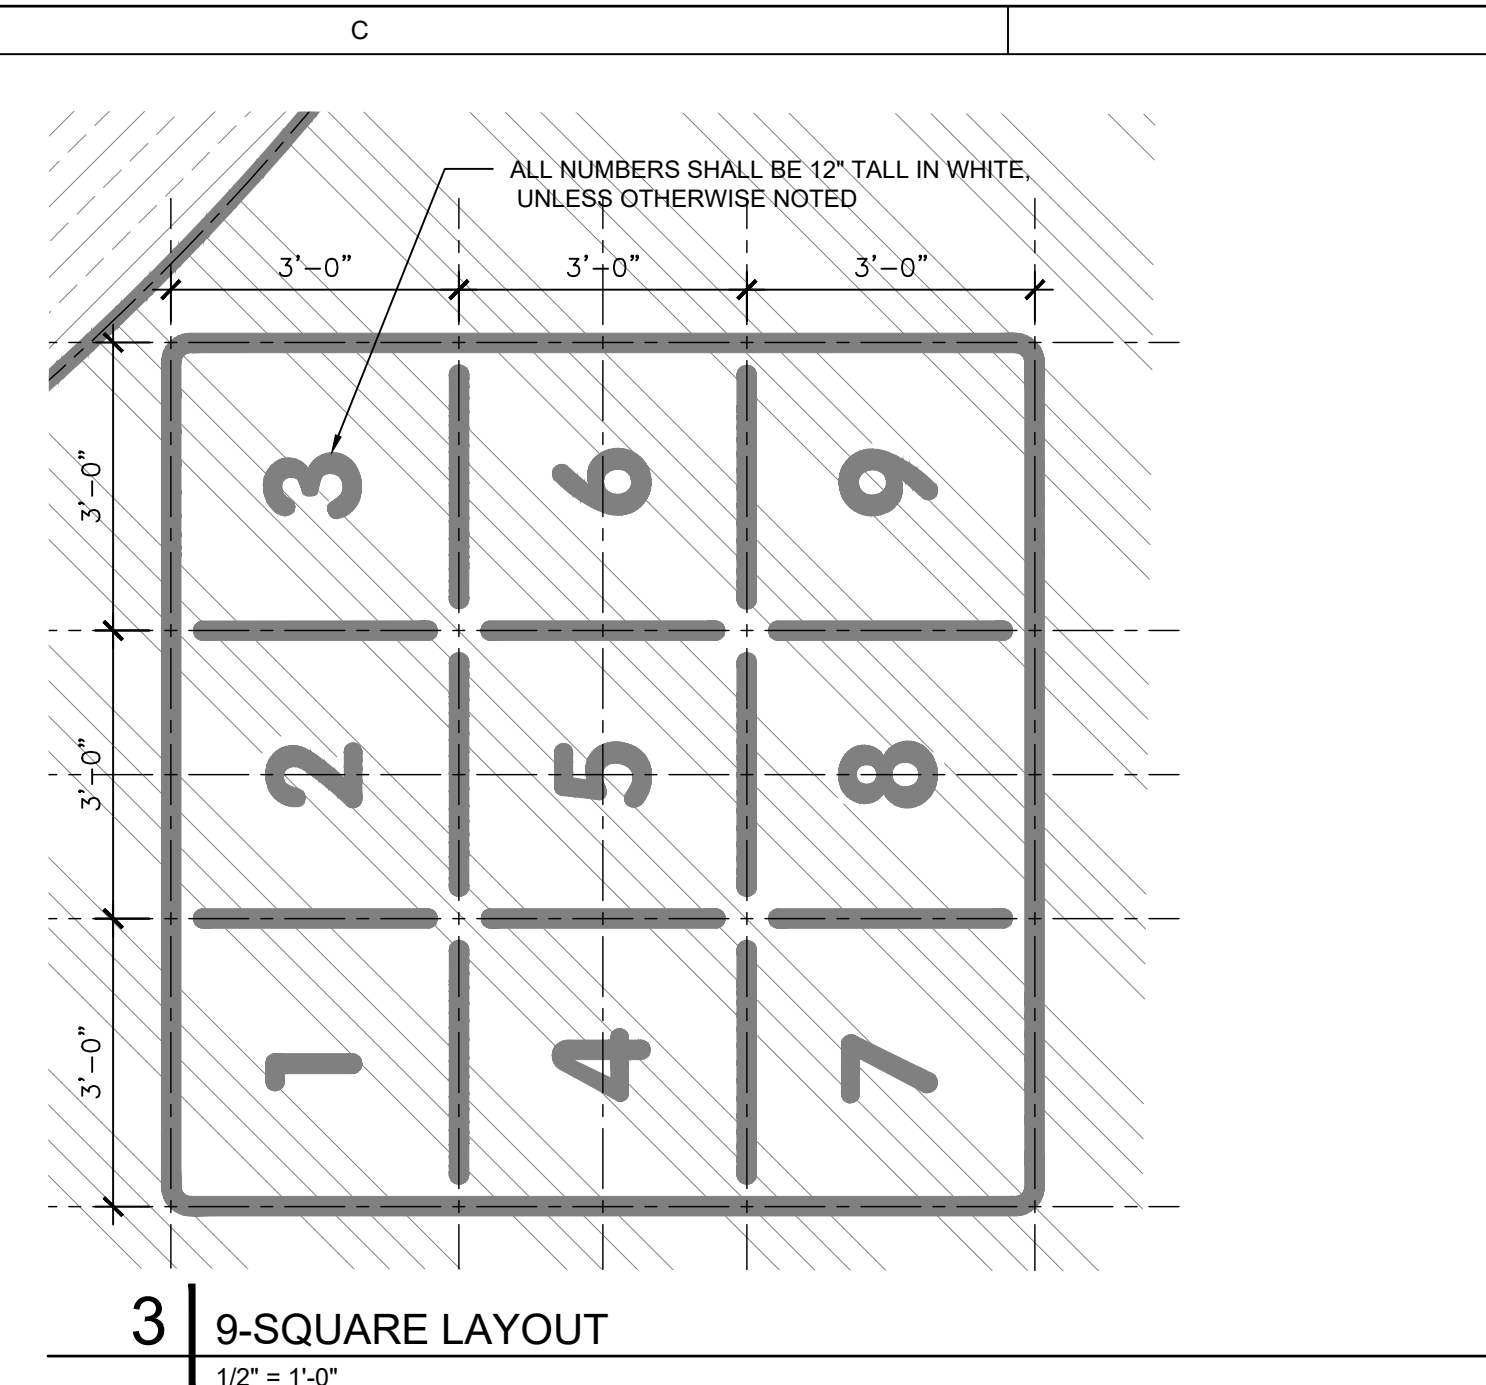 C
ALL NUMBERS SHALL BE 12" TALL IN WHITE,
UNLESS OTHERWISE NOTED
3'-0" 3'-0" 3'-0"
3'-0"
3 6 9
3'-0"
2 5 8
3'-0"
1 4 7
3 9-SQUARE LAYOUT
1/2" = 1'-0"